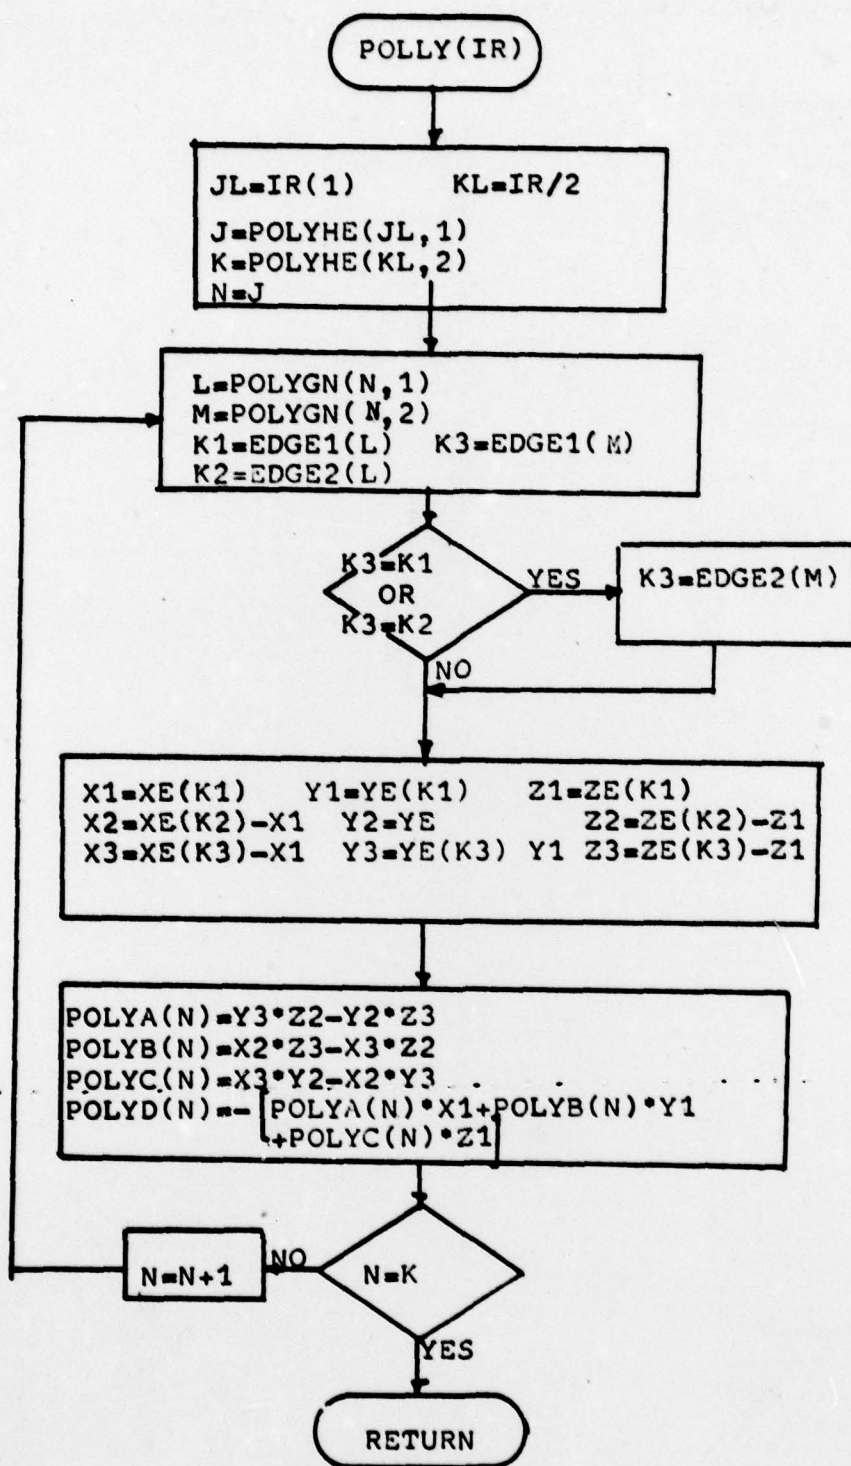 POLLY(IR)
JL=IR(1) KL=IR/2
J=POLYHE(JL,1)
K=POLYHE(KL,2)
N=J
L=POLYGN(N,1)
M=POLYGN(N,2)
K1=EDGE1(L) K3=EDGE1(M)
K2=EDGE2(L)
K3=K1
OR
K3=K2
YES
K3=EDGE2(M)
NO
X1=XE(K1) Y1=YE(K1) Z1=ZE(K1)
X2=XE(K2)-X1 Y2=YE Z2=ZE(K2)-Z1
X3=XE(K3)-X1 Y3=YE(K3) Y1 Z3=ZE(K3)-Z1
POLYA(N)=Y3*Z2-Y2*Z3
POLYB(N)=X2*Z3-X3*Z2
POLYC(N)=X3*Y2-X2*Y3
POLYD(N)=-[POLYA(N)*X1+POLYB(N)*Y1
+POLYC(N)*Z1]
N=N+1
NO
N=K
YES
RETURN